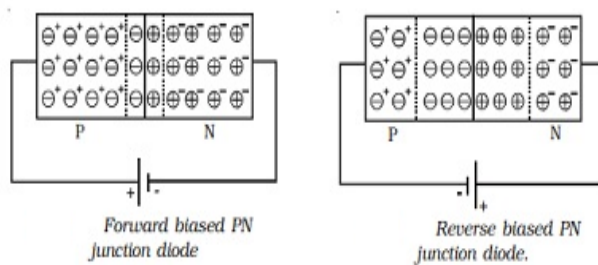 P N
+ -
Forward biased PN
junction diode
P N
- +
Reverse biased PN
junction diode.